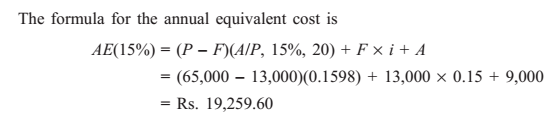 The formula for the annual equivalent cost is
AE(15%) = (P – F)(A/P, 15%, 20) + F × i + A
= (65,000 – 13,000)(0.1598) + 13,000 × 0.15 + 9,000
= Rs. 19,259.60